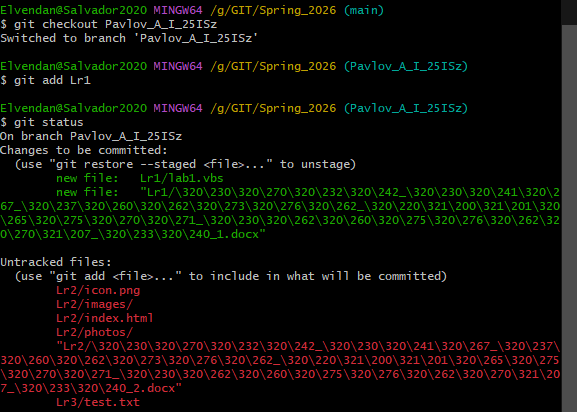 Elvendan@Salvador2020 MINGW64 /g/GIT/Spring_2026 (main)
$ git checkout Pavlov_A_I_25ISz
Switched to branch 'Pavlov_A_I_25ISz'
Elvendan@Salvador2020 MINGW64 /g/GIT/Spring_2026 (Pavlov_A_I_25ISz)
$ git add Lr1
Elvendan@Salvador2020 MINGW64 /g/GIT/Spring_2026 (Pavlov_A_I_25ISz)
$ git status
On branch Pavlov_A_I_25ISz
Changes to be committed:
  (use "git restore --staged <file>..." to unstage)
        new file:   Lr1/lab1.vbs
        new file:   "Lr1/\320\230\320\270\320\232\320\242_\320\230\320\241\320\2
67_\320\237\320\260\320\262\320\273\320\276\320\262_\320\220\321\200\321\201\320
\265\320\275\320\270\320\271_\320\230\320\262\320\260\320\275\320\276\320\262\32
0\270\321\207_\320\233\320\240_1.docx"
Untracked files:
  (use "git add <file>..." to include in what will be committed)
        Lr2/icon.png
        Lr2/images/
        Lr2/index.html
        Lr2/photos/
        "Lr2/\320\230\320\270\320\232\320\242_\320\230\320\241\320\267_\320\237\
320\260\320\262\320\273\320\276\320\262_\320\220\321\200\321\201\320\265\320\275
\320\270\320\271_\320\230\320\262\320\260\320\275\320\276\320\262\320\270\321\20
7_\320\233\320\240_2.docx"
        Lr3/test.txt